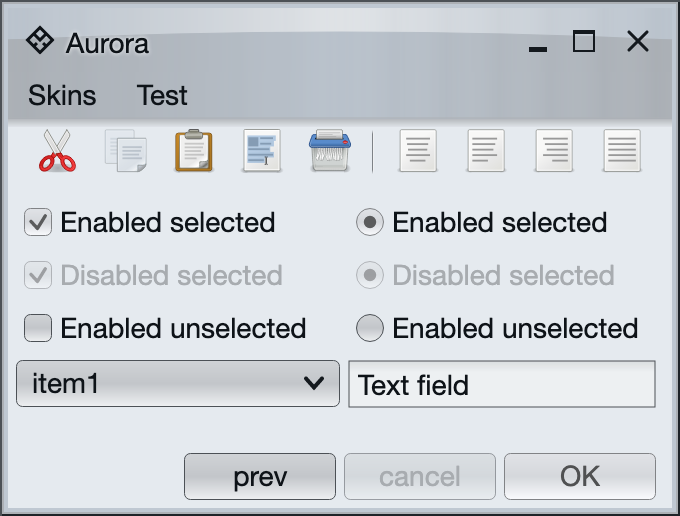 Aurora
Skins Test
Enabled selected Enabled selected
Disabled selected Disabled selected
Enabled unselected Enabled unselected
item1 Text field
prev cancel OK